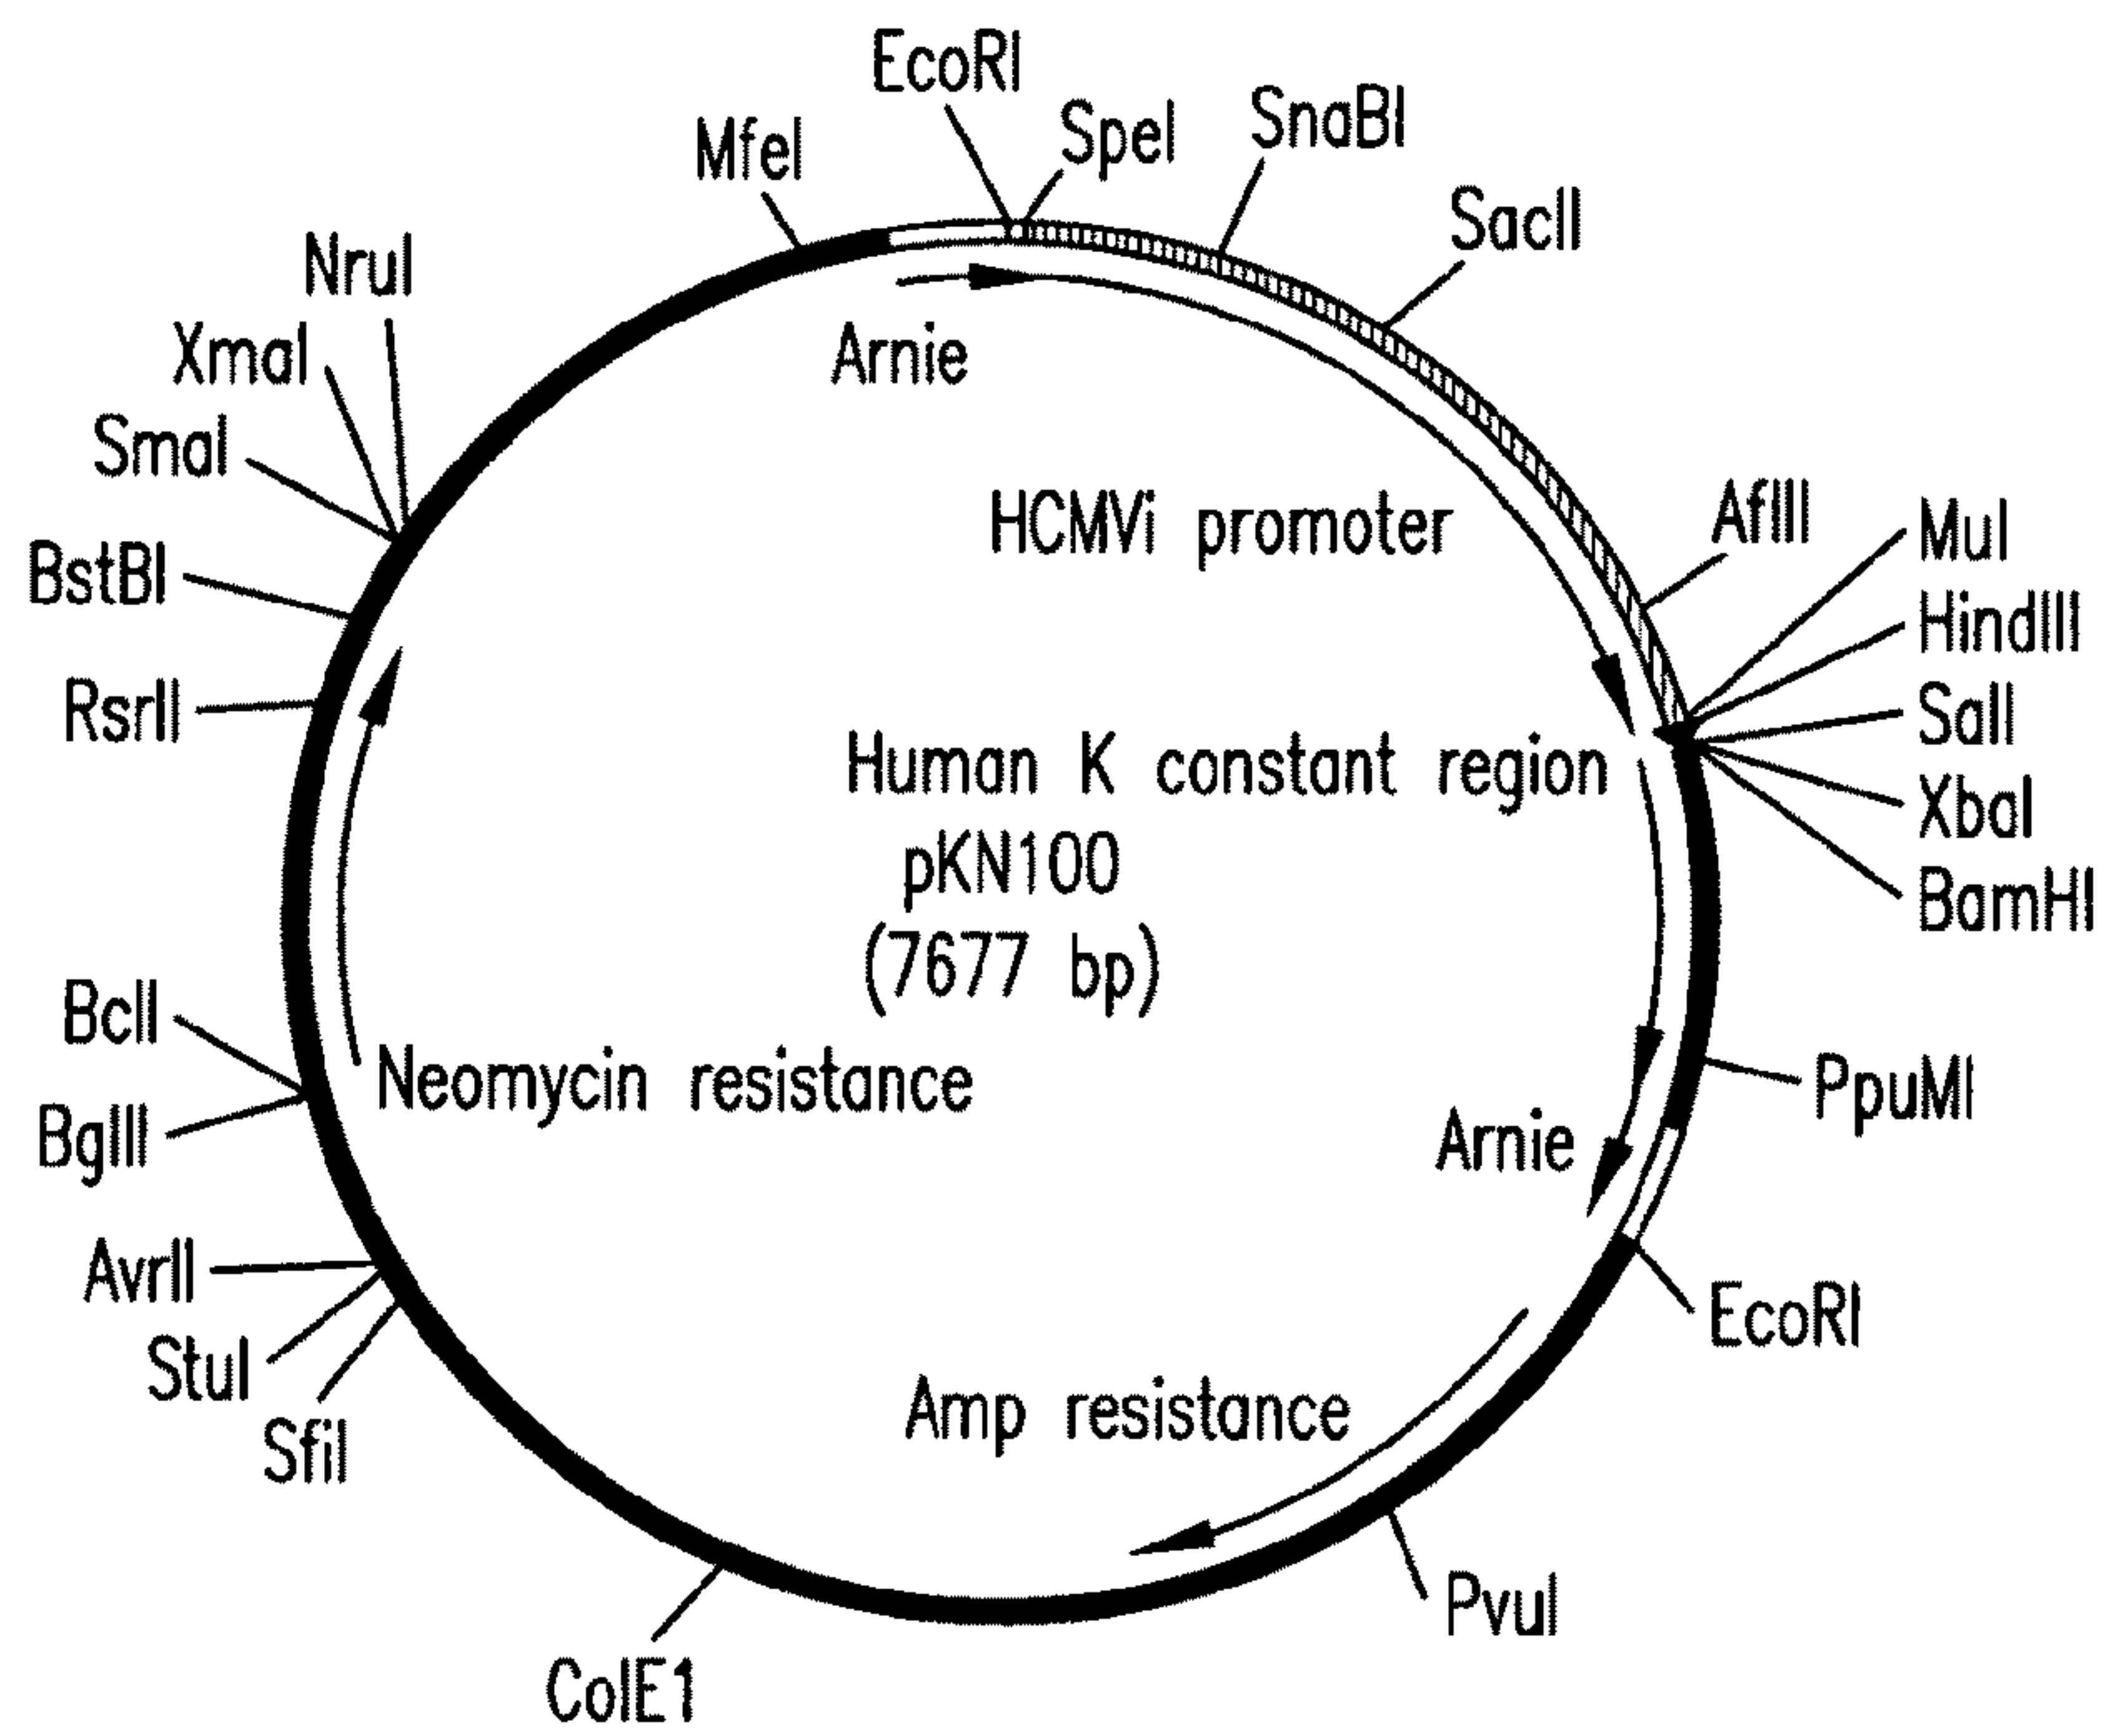 EcoRI
SpeI
SnaBI
MfeI
SacII
NruI
XmaI
Arnie
SmaI
AflII
MuI
HCMVi promoter
BstBI
HindIII
RsrII
SalI
Human K constant region
XbaI
pKN100
BamHI
(7677 bp)
BclI
Neomycin resistance
PpuMI
BglII
Arnie
AvrII
EcoRI
StuI
Amp resistance
SfiI
PvuI
ColE1